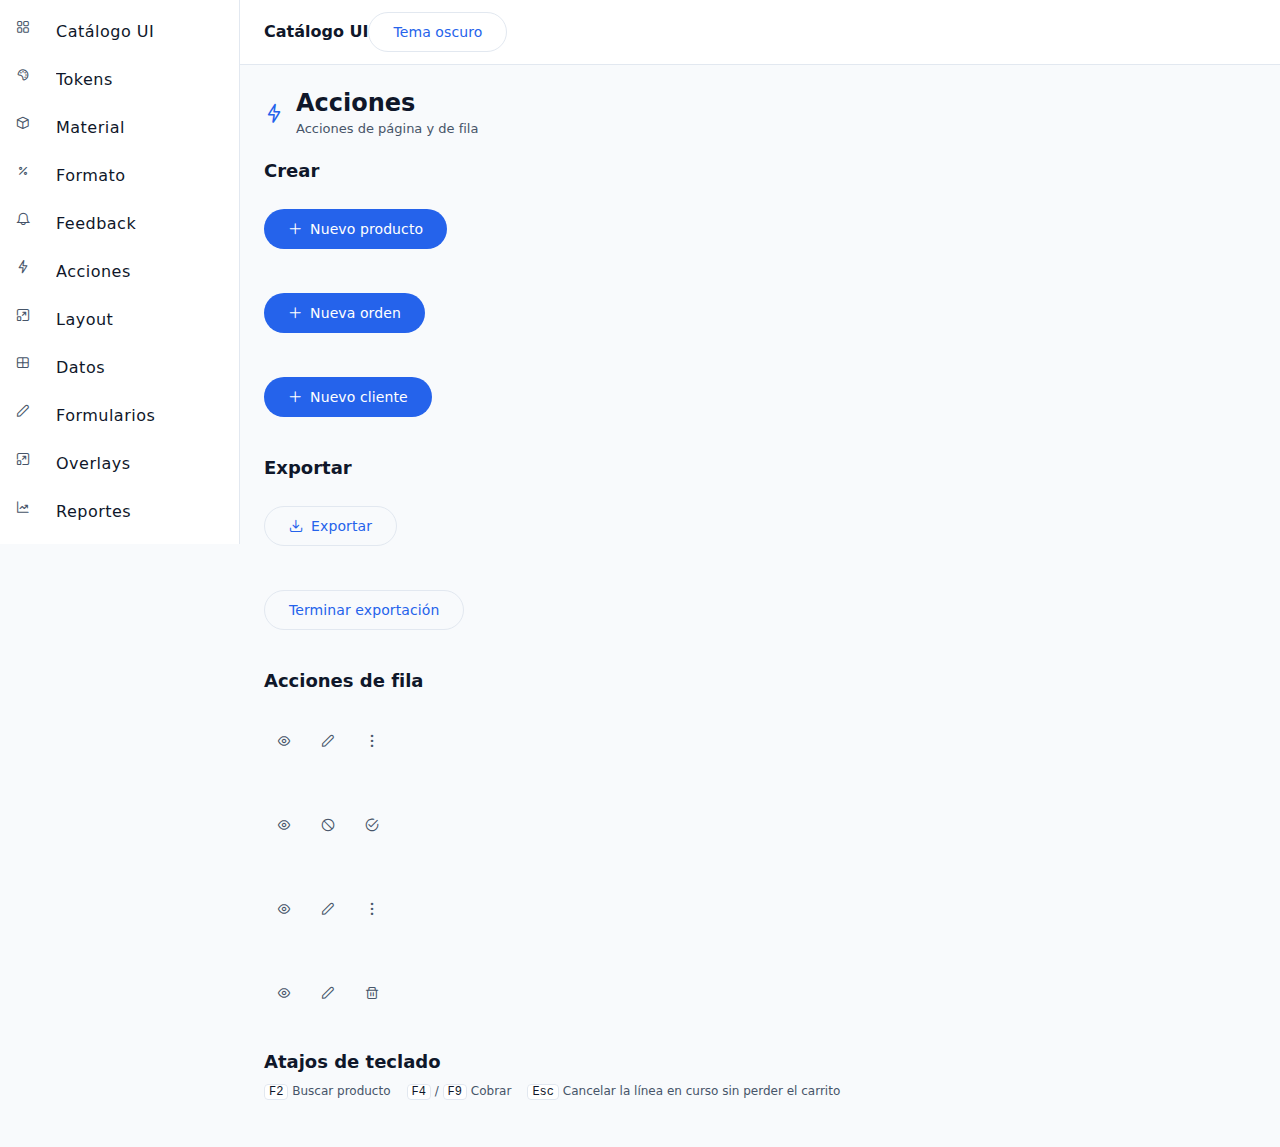 Catálogo UI
Tokens
Material
Formato
Feedback
Acciones
Layout
Datos
Formularios
Overlays
Reportes
Catálogo UI
Tema oscuro
Acciones
Acciones de página y de fila
Crear
Nuevo producto
Nueva orden
Nuevo cliente
Exportar
Exportar
Terminar exportación
Acciones de fila
Atajos de teclado
F2 Buscar producto F4 / F9 Cobrar Esc Cancelar la línea en curso sin perder el carrito